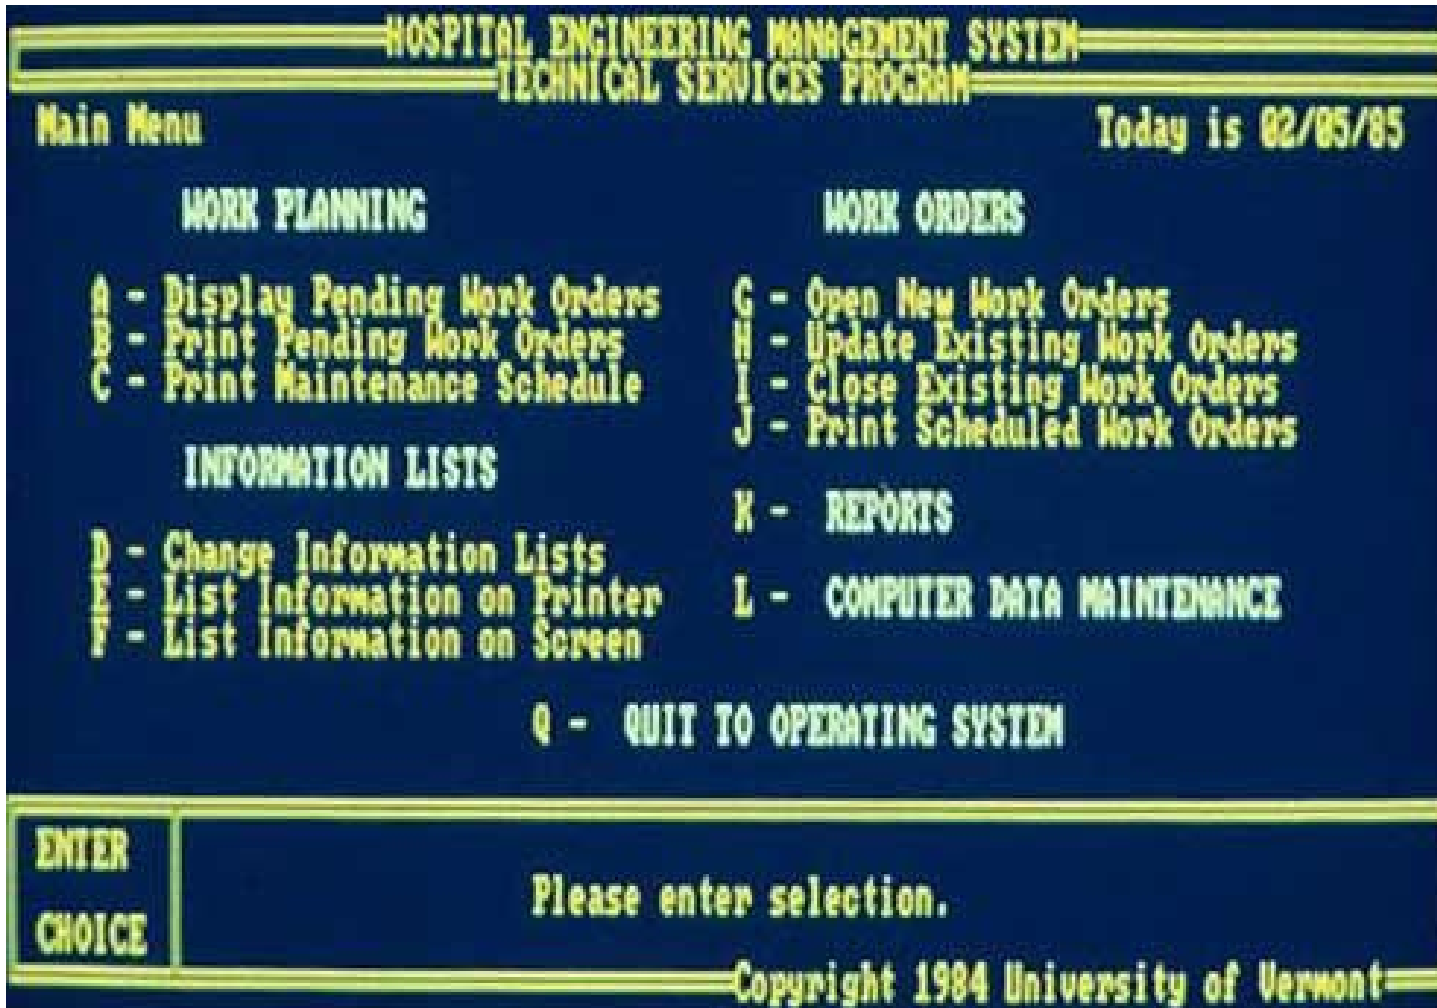 HOSPITAL ENGINEERING MANAGEMENT SYSTEM
TECHNICAL SERVICES PROGRAM
Main Menu
Today is 02/05/85
WORK PLANNING
A - Display Pending Work Orders
B - Print Pending Work Orders
C - Print Maintenance Schedule
INFORMATION LISTS
D - Change Information Lists
E - List Information on Printer
F - List Information on Screen
WORK ORDERS
G - Open New Work Orders
H - Update Existing Work Orders
I - Close Existing Work Orders
J - Print Scheduled Work Orders
K - REPORTS
L - COMPUTER DATA MAINTENANCE
Q - QUIT TO OPERATING SYSTEM
ENTER
CHOICE
Please enter selection.
Copyright 1984 University of Vermont